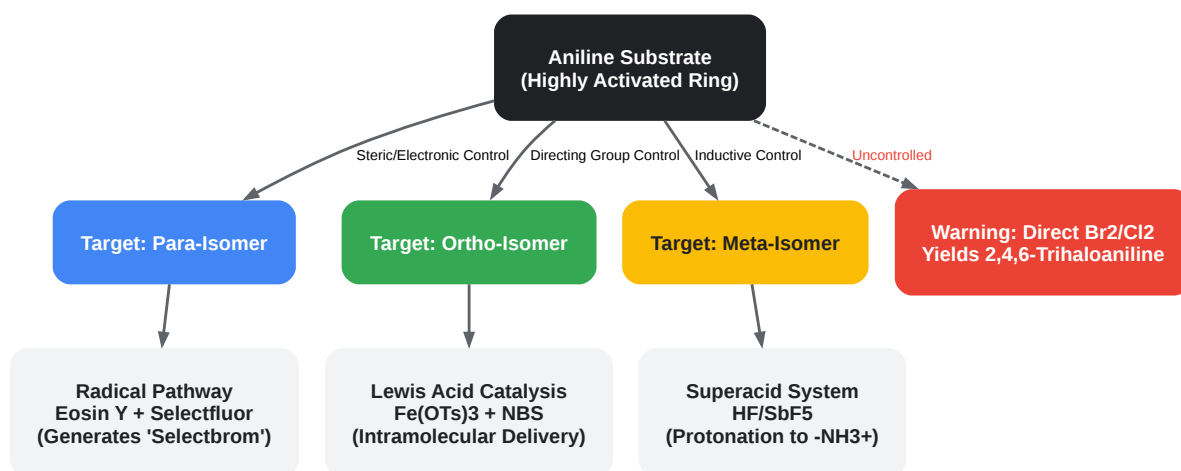 Aniline Substrate
(Highly Activated Ring)
Steric/Electronic Control
Directing Group Control
Inductive Control
Uncontrolled
Target: Para-Isomer
Target: Ortho-Isomer
Target: Meta-Isomer
Warning: Direct Br2/Cl2
Yields 2,4,6-Trihaloaniline
Radical Pathway
Eosin Y + Selectfluor
(Generates 'Selectbrom')
Lewis Acid Catalysis
Fe(OTs)3 + NBS
(Intramolecular Delivery)
Superacid System
HF/SbF5
(Protonation to -NH3+)